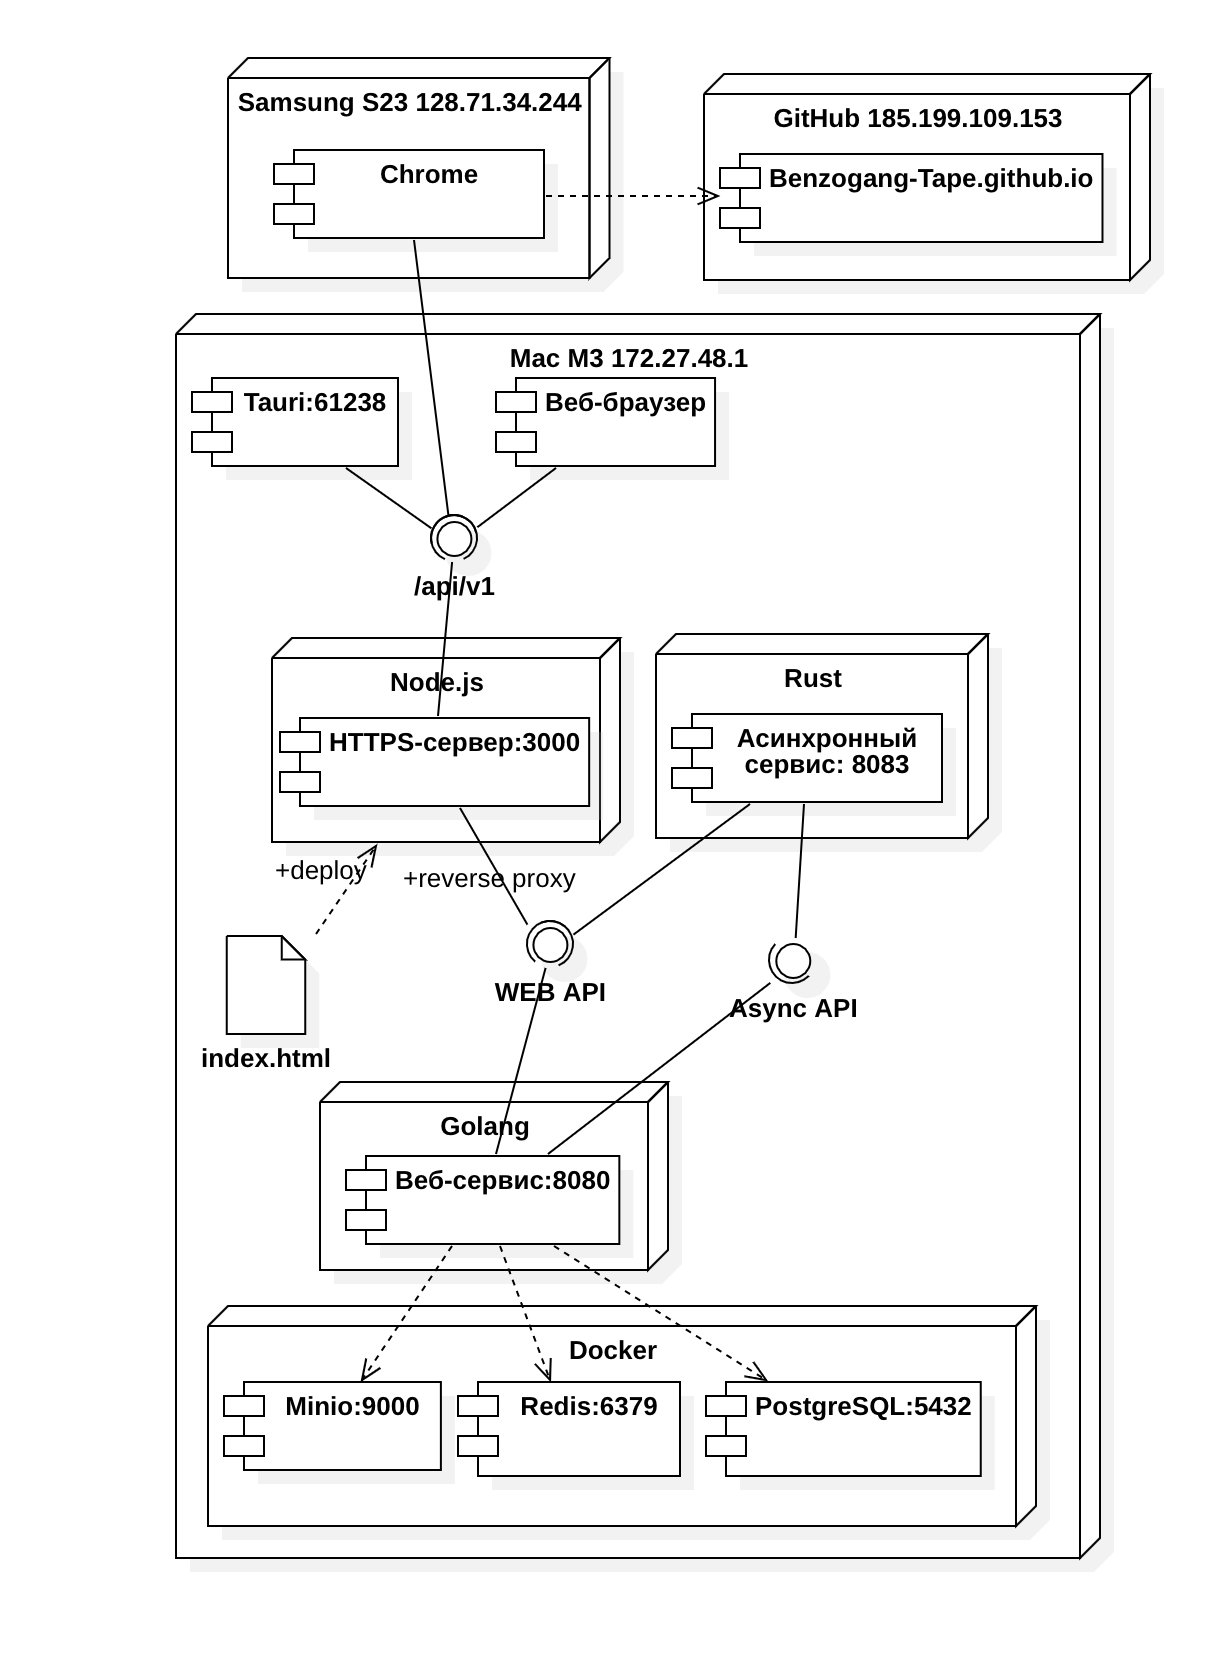 Samsung S23 128.71.34.244
Chrome
GitHub 185.199.109.153
Benzogang-Tape.github.io
Mac M3 172.27.48.1
Tauri:61238
Веб-браузер
/api/v1
Node.js
HTTPS-сервер:3000
Rust
Асинхронный
сервис: 8083
+deploy
+reverse proxy
WEB API
Async API
index.html
Golang
Веб-сервис:8080
Docker
Minio:9000
Redis:6379
PostgreSQL:5432